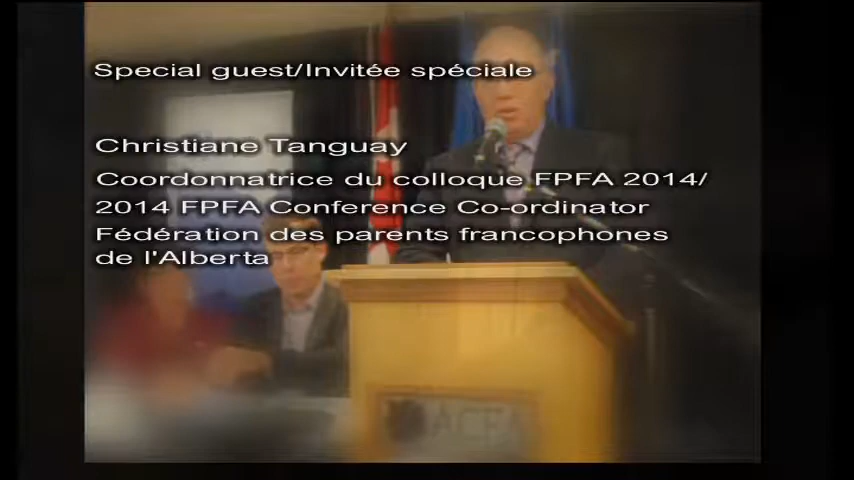 Special guest/Invitée spéciale
Christiane Tanguay
Coordonnatrice du colloque FPFA 2014/
2014 FPFA Conference Co-ordinator
Fédération des parents francophones
de l'Alberta
ACFA